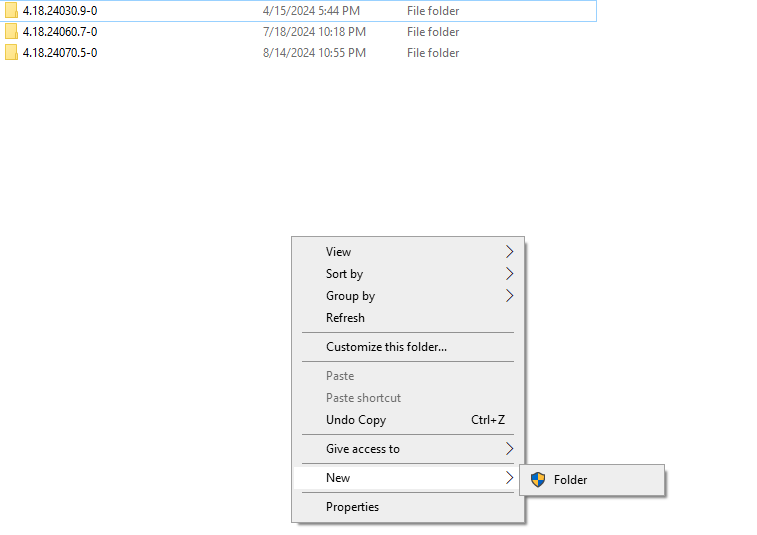 4.18.24030.9-0 4/15/2024 5:44 PM File folder
4.18.24060.7-0 7/18/2024 10:18 PM File folder
4.18.24070.5-0 8/14/2024 10:55 PM File folder
View
Sort by
Group by
Refresh
Customize this folder...
Paste
Paste shortcut
Undo Copy Ctrl+Z
Give access to
New
Folder
Properties